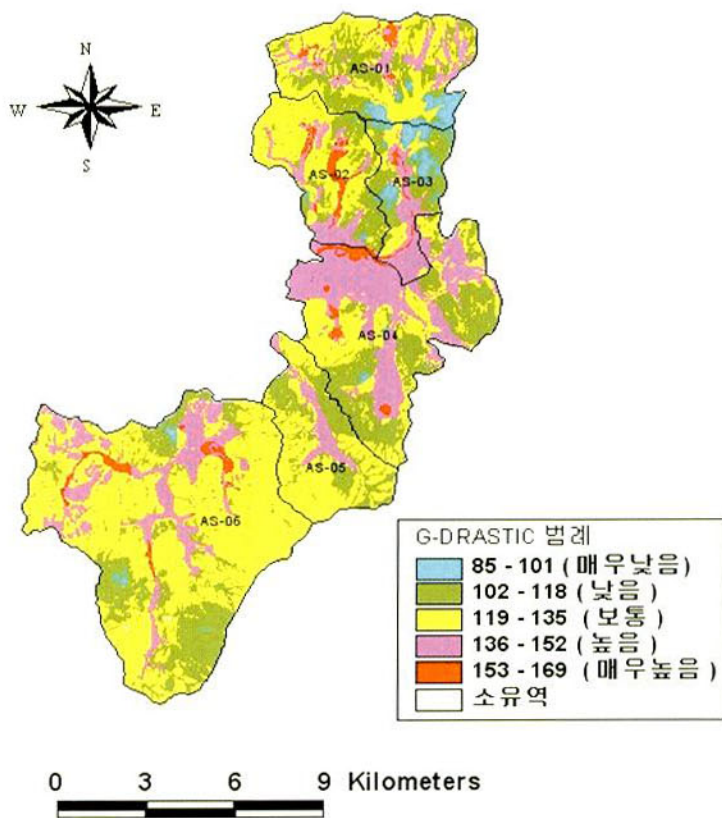 N
W E
S
AS-01
AS-02
AS-03
AS-04
AS-05
AS-06
G-DRASTIC 범례
85 - 101 ( 매우낮음)
102 - 118 ( 낮음)
119 - 135 ( 보통)
136 - 152 ( 높음)
153 - 169 ( 매우높음)
소유역
0 3 6 9 Kilometers